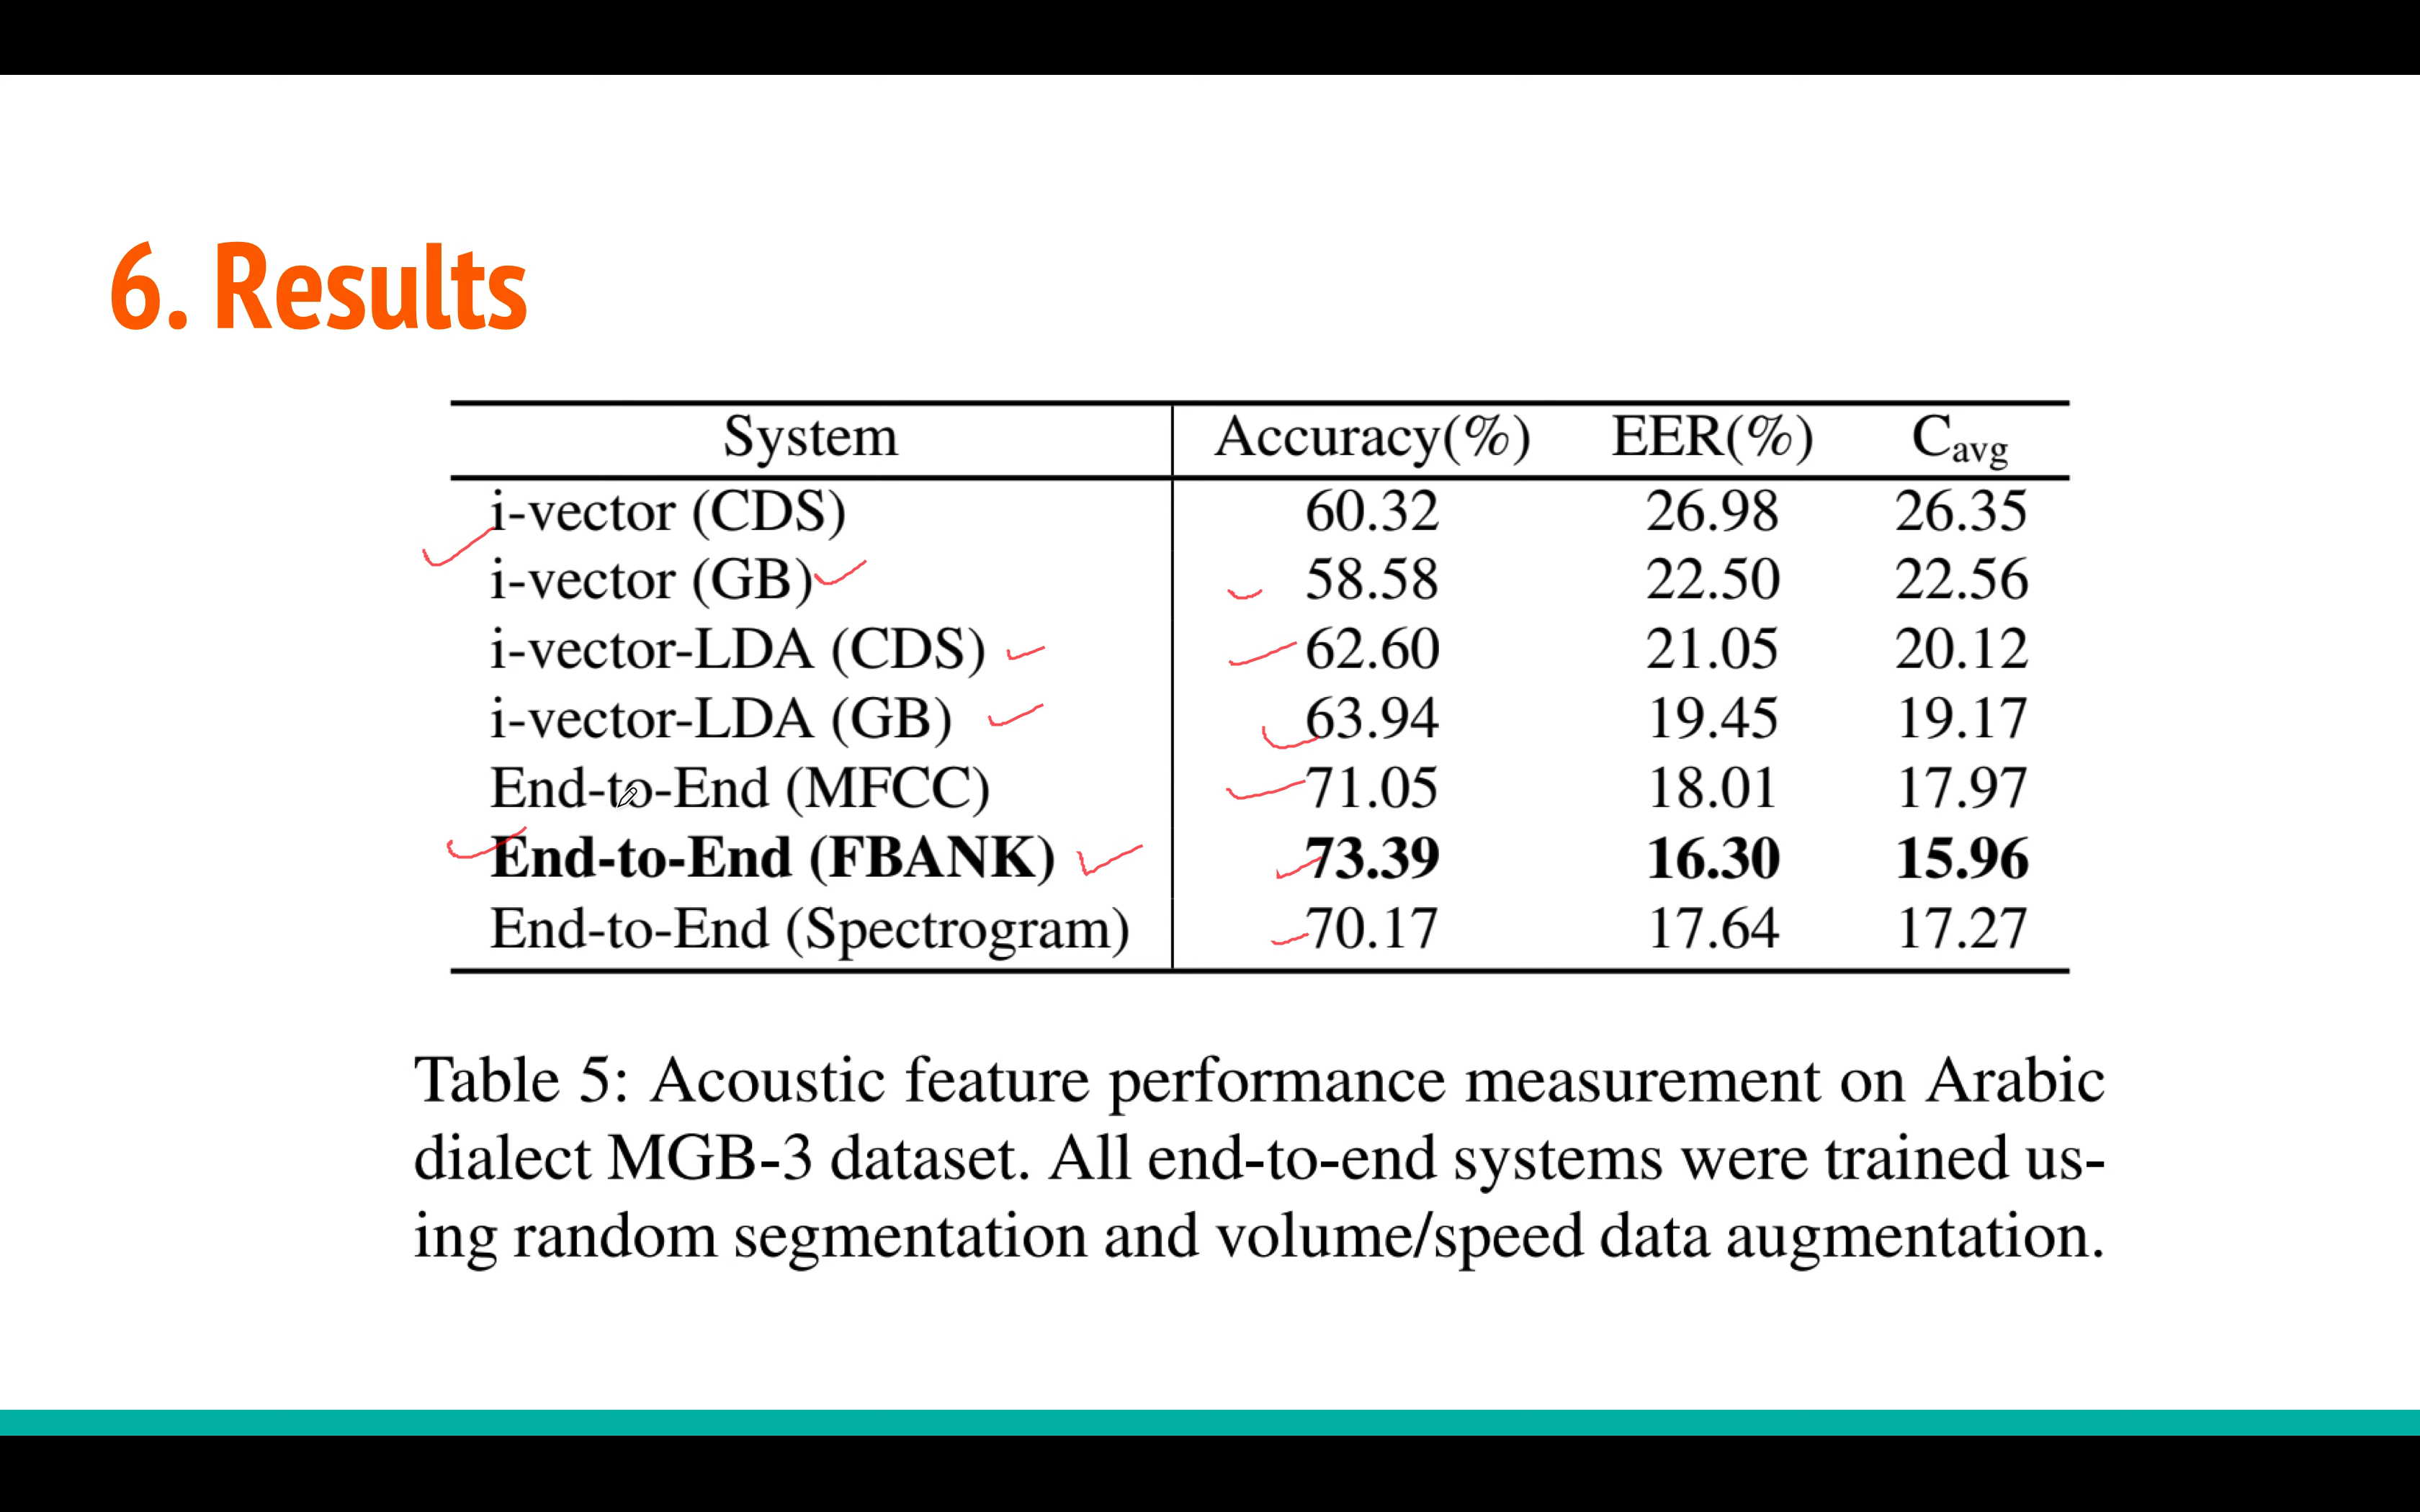 6. Results
System Accuracy(%) EER(%) Cavg
i-vector (CDS) 60.32 26.98 26.35
i-vector (GB) 58.58 22.50 22.56
i-vector-LDA (CDS) 62.60 21.05 20.12
i-vector-LDA (GB) 63.94 19.45 19.17
End-to-End (MFCC) 71.05 18.01 17.97
End-to-End (FBANK) 73.39 16.30 15.96
End-to-End (Spectrogram) 70.17 17.64 17.27
Table 5: Acoustic feature performance measurement on Arabic
dialect MGB-3 dataset. All end-to-end systems were trained us-
ing random segmentation and volume/speed data augmentation.